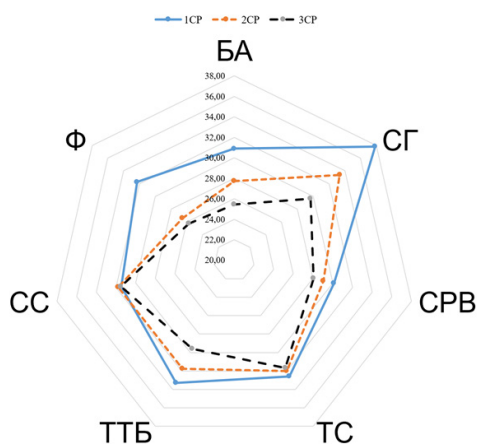 1СР 2СР 3СР
БА
38,00
36,00
34,00
32,00
30,00
28,00
26,00
24,00
22,00
20,00
Ф
СГ
СС
СРВ
ТТБ
ТС